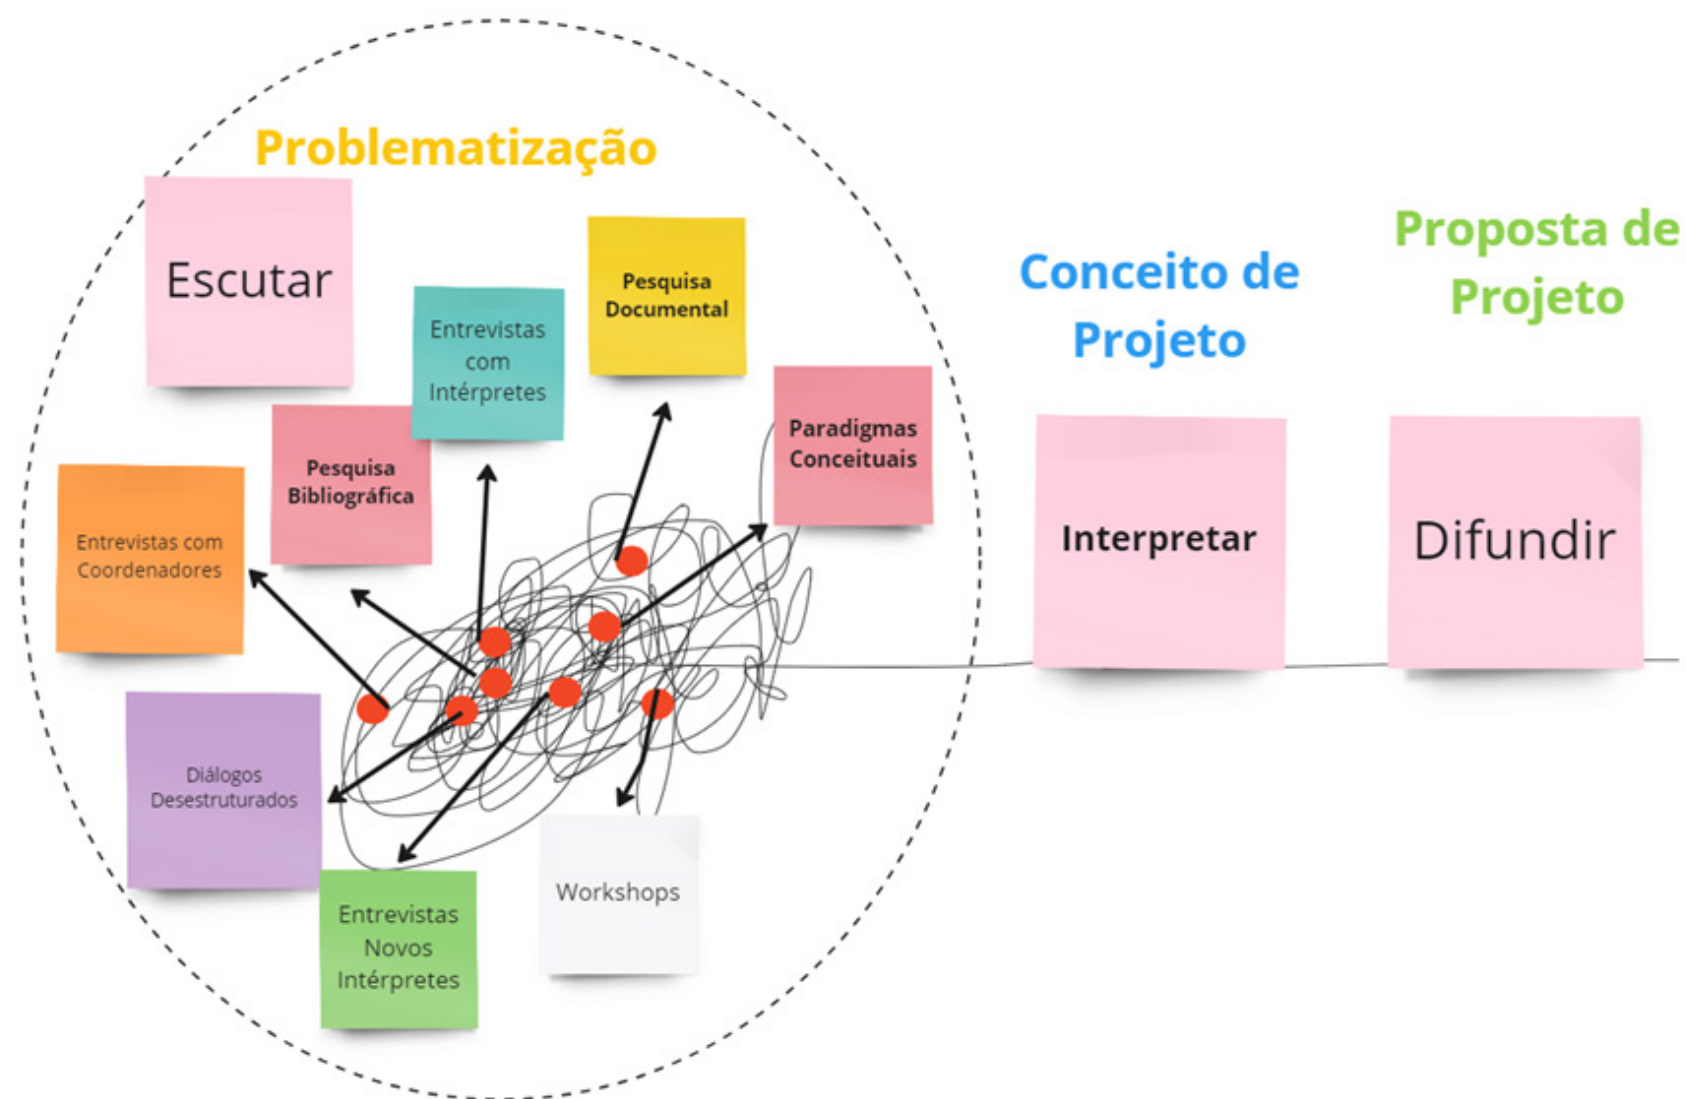 Problematização
Escutar
Entrevistas
com
Intérpretes
Pesquisa
Documental
Pesquisa
Bibliográfica
Paradigmas
Conceituais
Entrevistas com
Coordenadores
Diálogos
Desestruturados
Entrevistas
Novos
Intérpretes
Workshops
Conceito de
Projeto
Interpretar
Proposta de
Projeto
Difundir